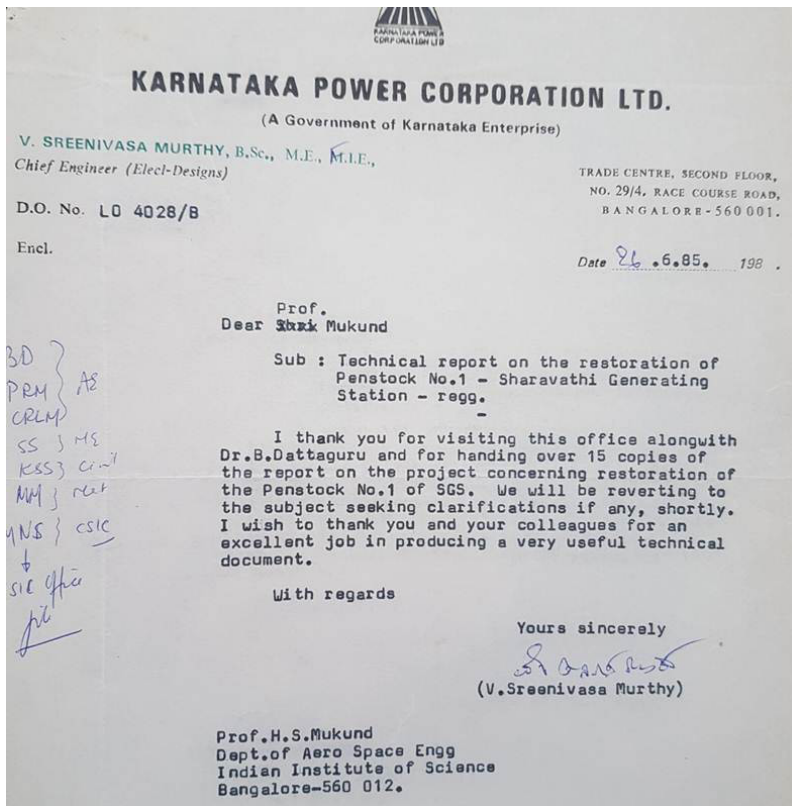 KARNATAKA POWER
CORPORATION LTD
KARNATAKA POWER CORPORATION LTD.
(A Government of Karnataka Enterprise)
V. SREENIVASA MURTHY, B.Sc., M.E., M.I.E.,
Chief Engineer (Elecl-Designs)
TRADE CENTRE, SECOND FLOOR,
NO. 29/4, RACE COURSE ROAD,
BANGALORE-560 001.
D.O. No. LO 4028/B
Encl.
Date 26 .6.85. 198 .
Prof.
Dear Mukund
Sub : Technical report on the restoration of
Penstock No.1 - Sharavathi Generating
Station - regg.
-
I thank you for visiting this office alongwith
Dr.B.Dattaguru and for handing over 15 copies of
the report on the project concerning restoration of
the Penstock No.1 of SGS. We will be reverting to
the subject seeking clarifications if any, shortly.
I wish to thank you and your colleagues for an
excellent job in producing a very useful technical
document.
With regards
Yours sincerely
(V.Sreenivasa Murthy)
Prof.H.S.Mukund
Dept.of Aero Space Engg
Indian Institute of Science
Bangalore-560 012.
BD
PRM } AE
CRLM
SS } ME
KSS }
MM }
MNS } CSIC